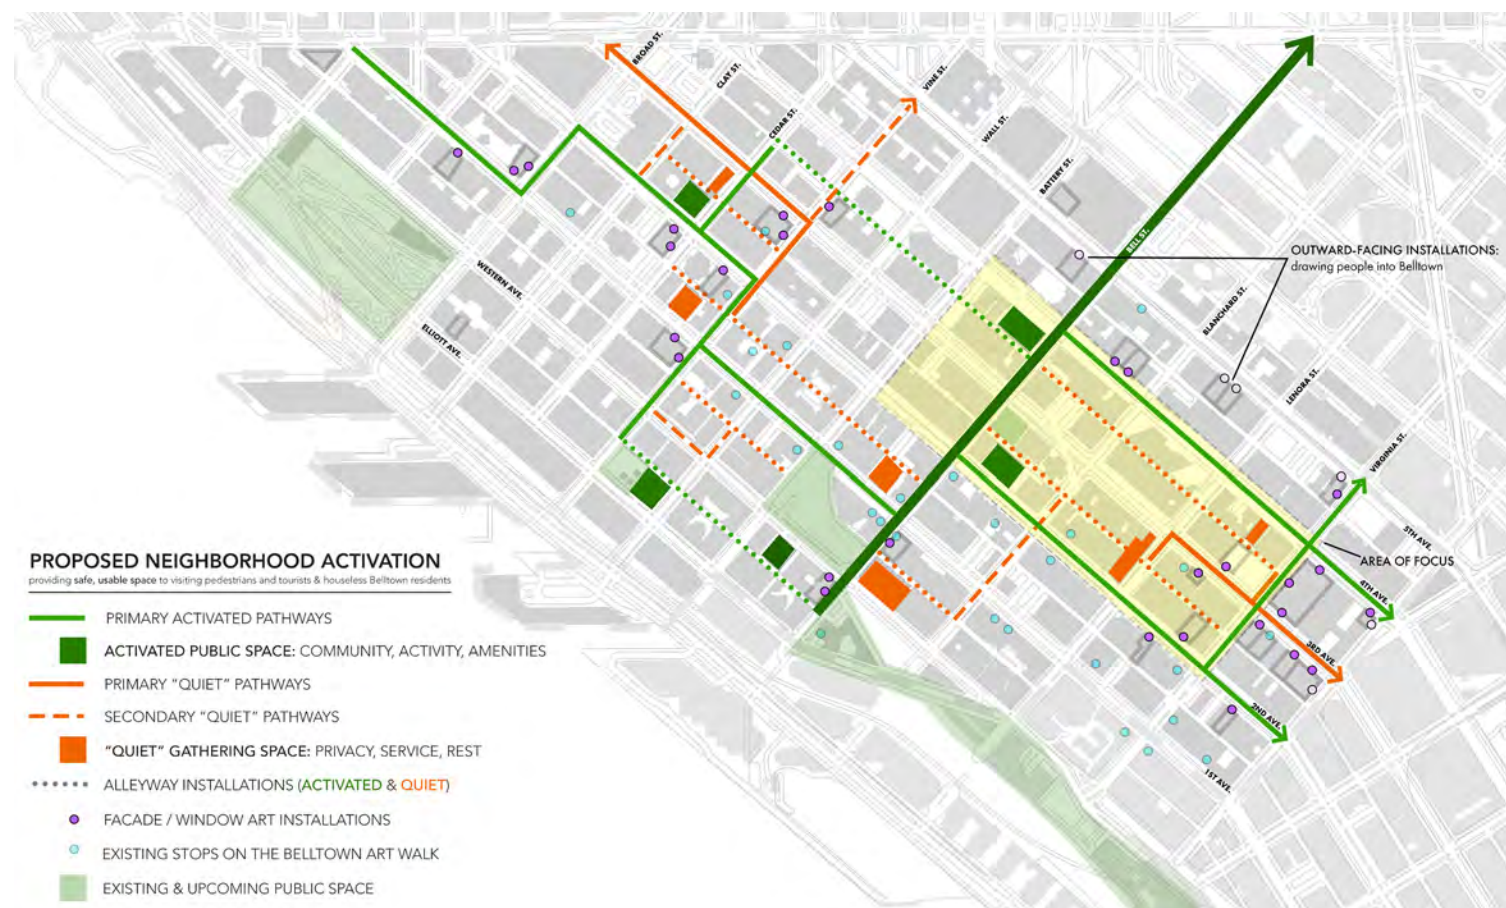 BROAD ST.
CLAY ST.
CEDAR ST.
VINE ST.
WALL ST.
BATTERY ST.
BELL ST.
BLANCHARD ST.
LENORA ST.
VIRGINIA ST.
WESTERN AVE.
ELLIOTT AVE.
OUTWARD-FACING INSTALLATIONS:
drawing people into Belltown
AREA OF FOCUS
5TH AVE.
4TH AVE.
3RD AVE.
2ND AVE.
1ST AVE.
PROPOSED NEIGHBORHOOD ACTIVATION
providing safe, usable space to visiting pedestrians and tourists & houseless Belltown residents
PRIMARY ACTIVATED PATHWAYS
ACTIVATED PUBLIC SPACE: COMMUNITY, ACTIVITY, AMENITIES
PRIMARY “QUIET” PATHWAYS
SECONDARY “QUIET” PATHWAYS
“QUIET” GATHERING SPACE: PRIVACY, SERVICE, REST
ALLEYWAY INSTALLATIONS (ACTIVATED & QUIET)
FACADE / WINDOW ART INSTALLATIONS
EXISTING STOPS ON THE BELLTOWN ART WALK
EXISTING & UPCOMING PUBLIC SPACE